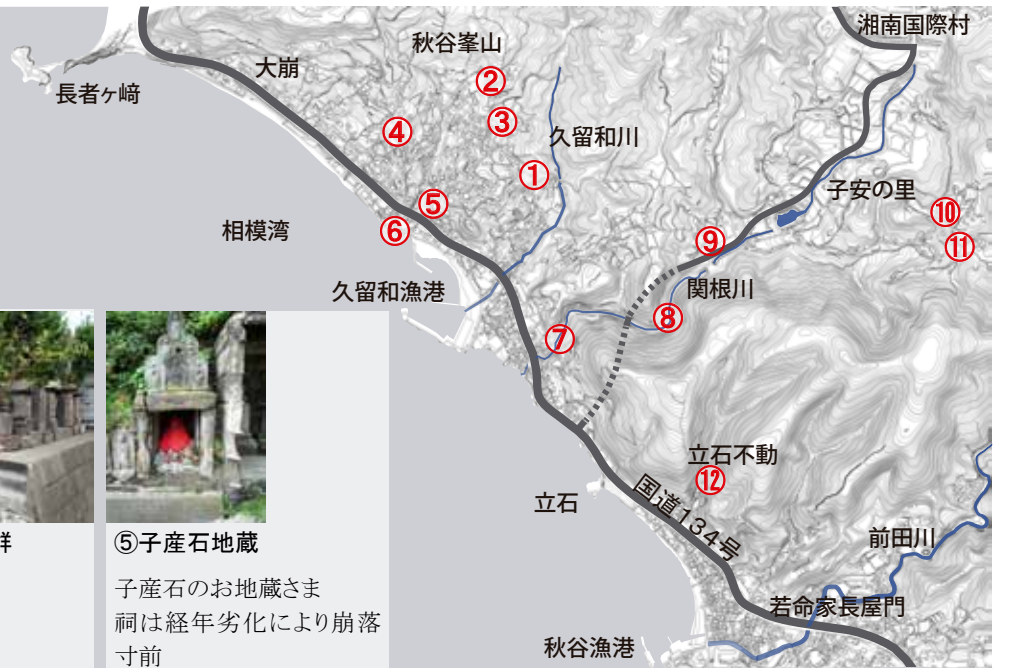 湘南国際村
秋谷峯山
大崩
②
長者ヶ﨑
③
④
久留和川
①
子安の里
⑤
⑩
相模湾
⑥
⑨
⑪
久留和漁港
関根川
⑧
⑦
立石不動
⑫
国道134号
立石
前田川
若命家長屋門
秋谷漁港
群
⑤子産石地蔵
子産石のお地蔵さま
祠は経年劣化により崩落
寸前